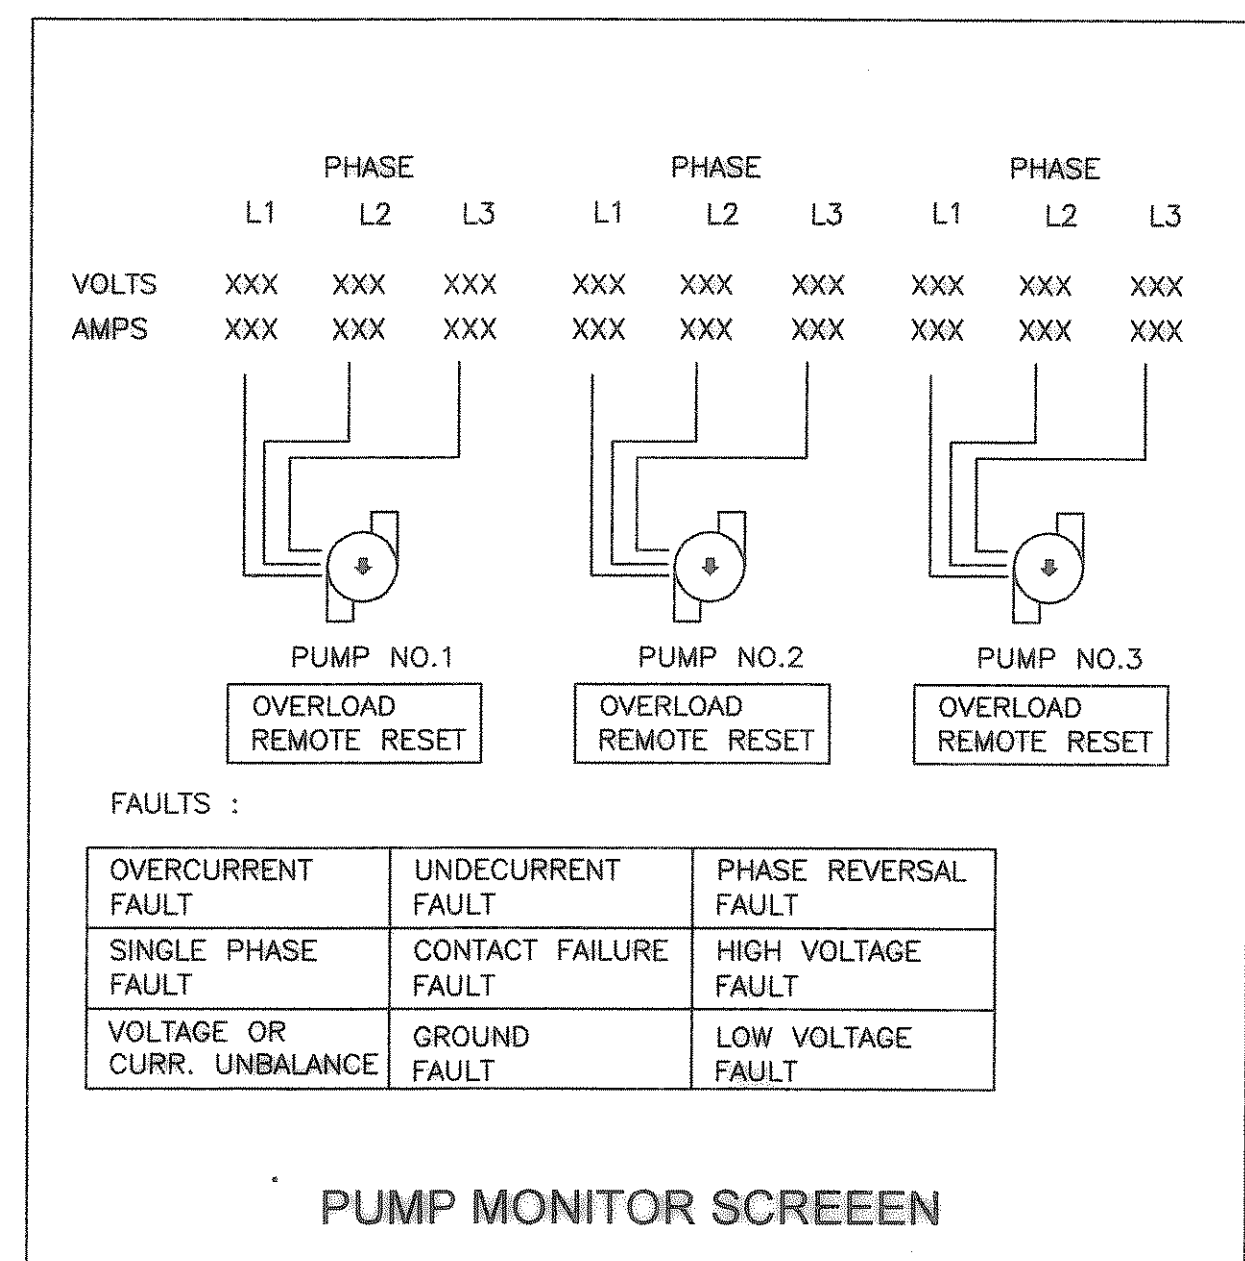 PHASE PHASE PHASE
L1 L2 L3 L1 L2 L3 L1 L2 L3
VOLTS XXX XXX XXX XXX XXX XXX XXX XXX XXX
AMPS XXX XXX XXX XXX XXX XXX XXX XXX XXX
PUMP NO.1 PUMP NO.2 PUMP NO.3
OVERLOAD
REMOTE RESET
OVERLOAD
REMOTE RESET
OVERLOAD
REMOTE RESET
FAULTS :
OVERCURRENT
FAULT
UNDECURRENT
FAULT
PHASE REVERSAL
FAULT
SINGLE PHASE
FAULT
CONTACT FAILURE
FAULT
HIGH VOLTAGE
FAULT
VOLTAGE OR
CURR. UNBALANCE
GROUND
FAULT
LOW VOLTAGE
FAULT
PUMP MONITOR SCREEEN